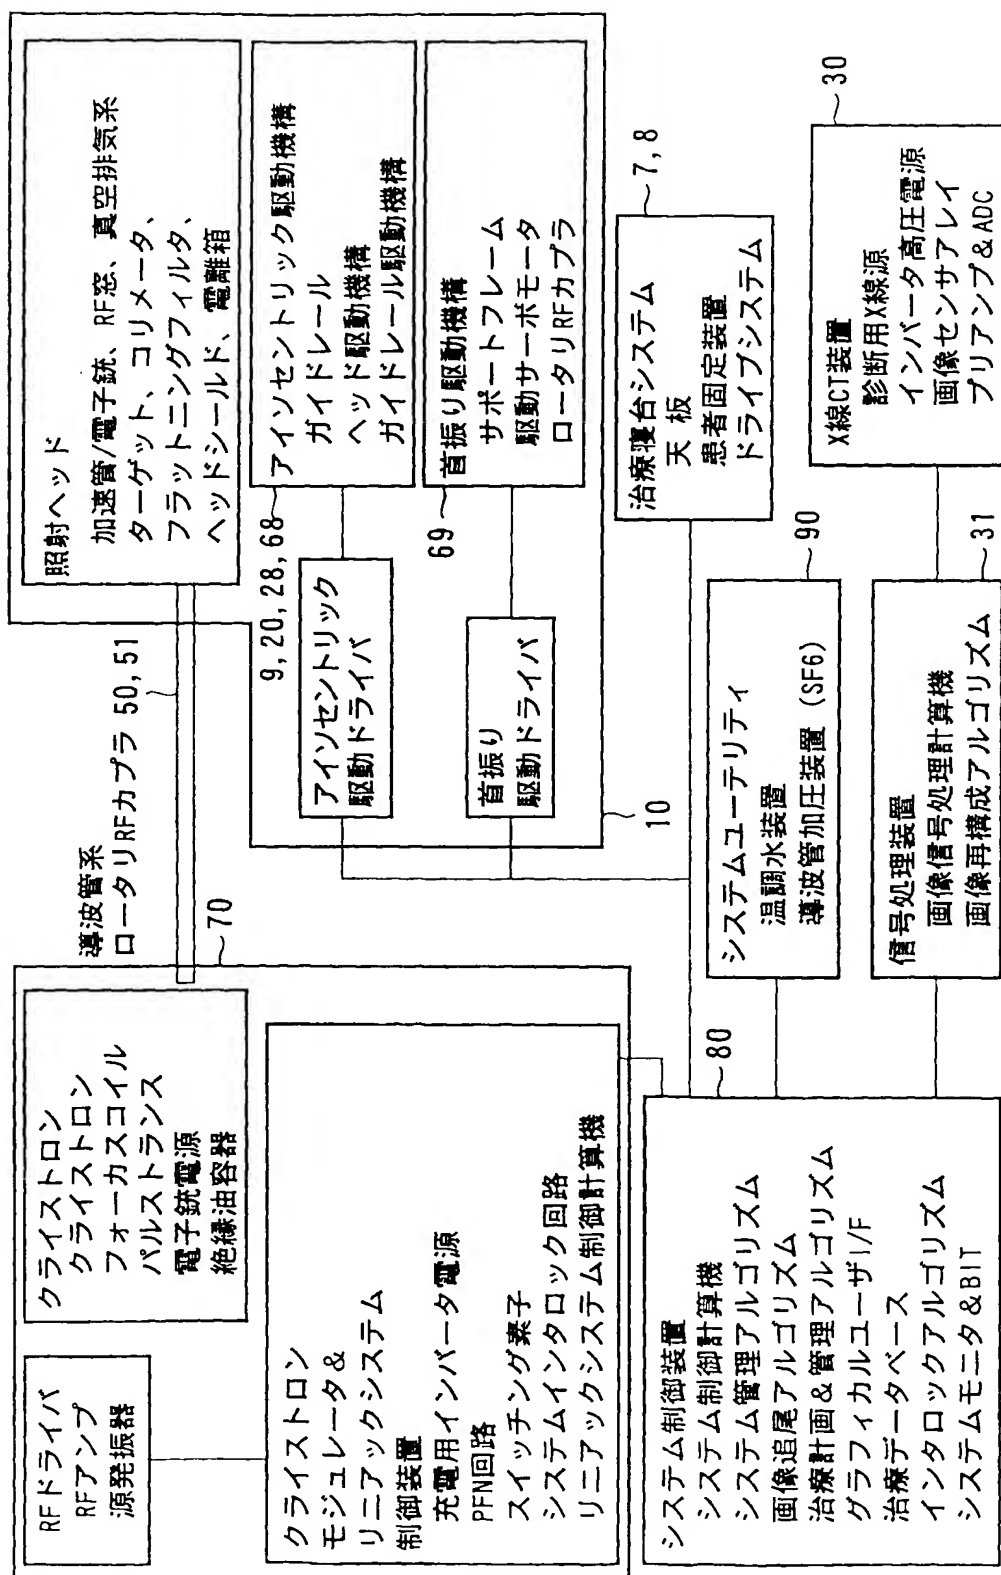 RFドライバ
RFアンプ
源発振器
クライストロン
クライストロン
フォーカスコイル
パルストランス
電子銃電源
絶縁油容器
クライストロン
モジュレータ&
リニアックシステム
制御装置
充電用インバータ電源
PFN回路
スイッチング素子
システムインタロック回路
リニアックシステム制御計算機
70
導波管系
ロータリRFカプラ 50,51
照射ヘッド
加速管/電子銃、RF窓、真空排気系
ターゲット、コリメータ、
フラットニングフィルタ、
ヘッドシールド、電離箱
9,20,28,68
アイソセントリック駆動機構
ガイドレール
ヘッド駆動機構
ガイドレール駆動機構
アイソセントリック
駆動ドライバ
69
首振り駆動機構
サポートフレーム
駆動サーボモータ
ロータリRFカプラ
首振り
駆動ドライバ
10
7,8
治療寝台システム
天板
患者固定装置
ドライブシステム
80
システム制御装置
システム制御計算機
システム管理アルゴリズム
画像追尾アルゴリズム
治療計画&管理アルゴリズム
グラフィカルユーザI/F
治療データベース
インタロックアルゴリズム
システムモニタ&BIT
90
システムユーテリティ
温調水装置
導波管加圧装置 (SF6)
31
信号処理装置
画像信号処理計算機
画像再構成アルゴリズム
30
X線CT装置
診断用X線源
インバータ高圧電源
画像センサアレイ
プリアンプ&ADC